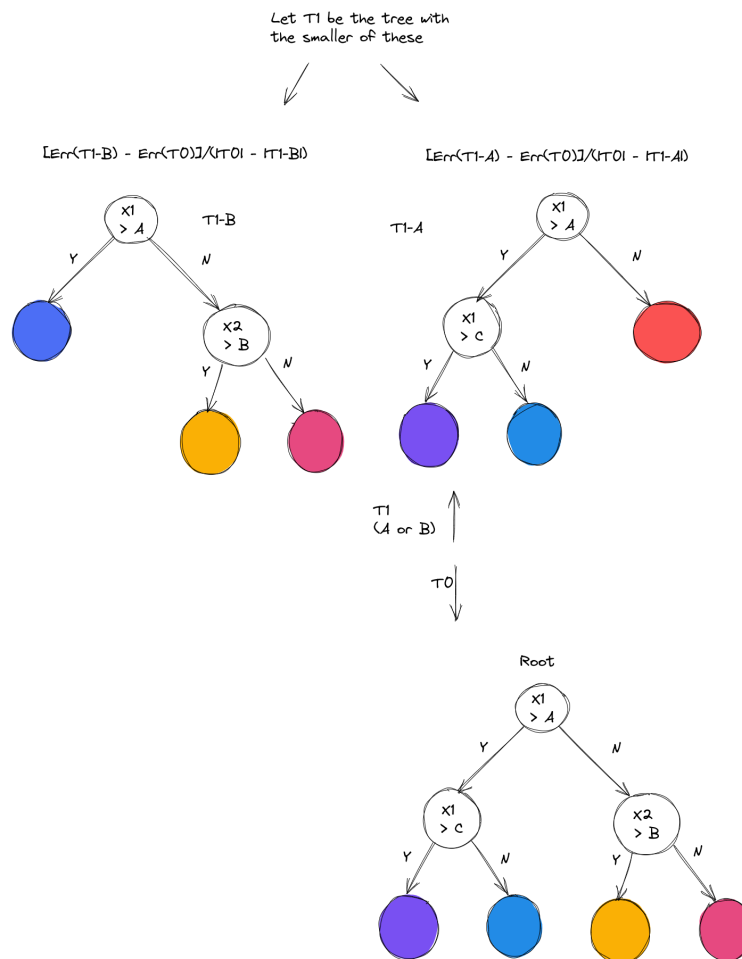 Let T1 be the tree with
the smaller of these
[Err(T1-B) - Err(T0)]/(|T0| - |T1-B|)
[Err(T1-A) - Err(T0)]/(|T0| - |T1-A|)
X1
> A
T1-B
Y
N
X2
> B
Y
N
T1-A
X1
> A
Y
N
X1
> C
Y
N
T1
(A or B)
T0
Root
X1
> A
Y
N
X1
> C
Y
N
X2
> B
Y
N